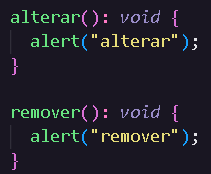 alterar(): void {
  alert("alterar");
}

remover(): void {
  alert("remover");
}